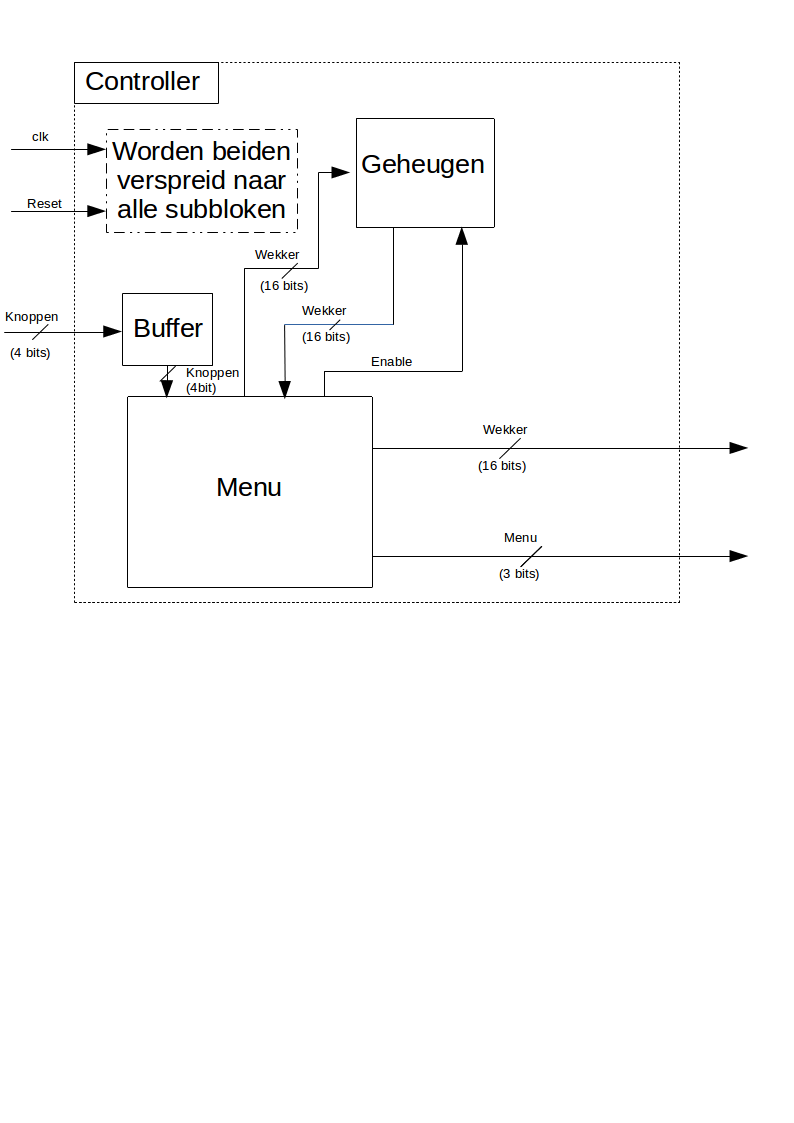 Controller
clk
Worden beiden
verspreid naar
alle subbloken
Reset
Geheugen
Wekker
(16 bits)
Knoppen
(4 bits)
Buffer
Wekker
(16 bits)
Enable
Knoppen
(4bit)
Menu
Wekker
(16 bits)
Menu
(3 bits)